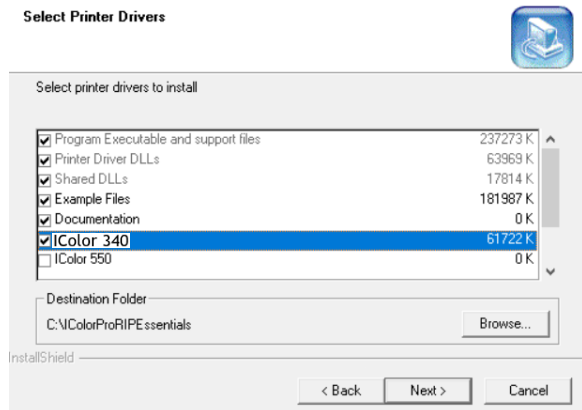 Select Printer Drivers
Select printer drivers to install
Program Executable and support files 237273 K
Printer Driver DLLs 63969 K
Shared DLLs 17814 K
Example Files 181987 K
Documentation 0 K
IColor 340 61722 K
IColor 550 0 K
Destination Folder
C:\IColorProRIPEssentials
Browse...
InstallShield
< Back Next > Cancel